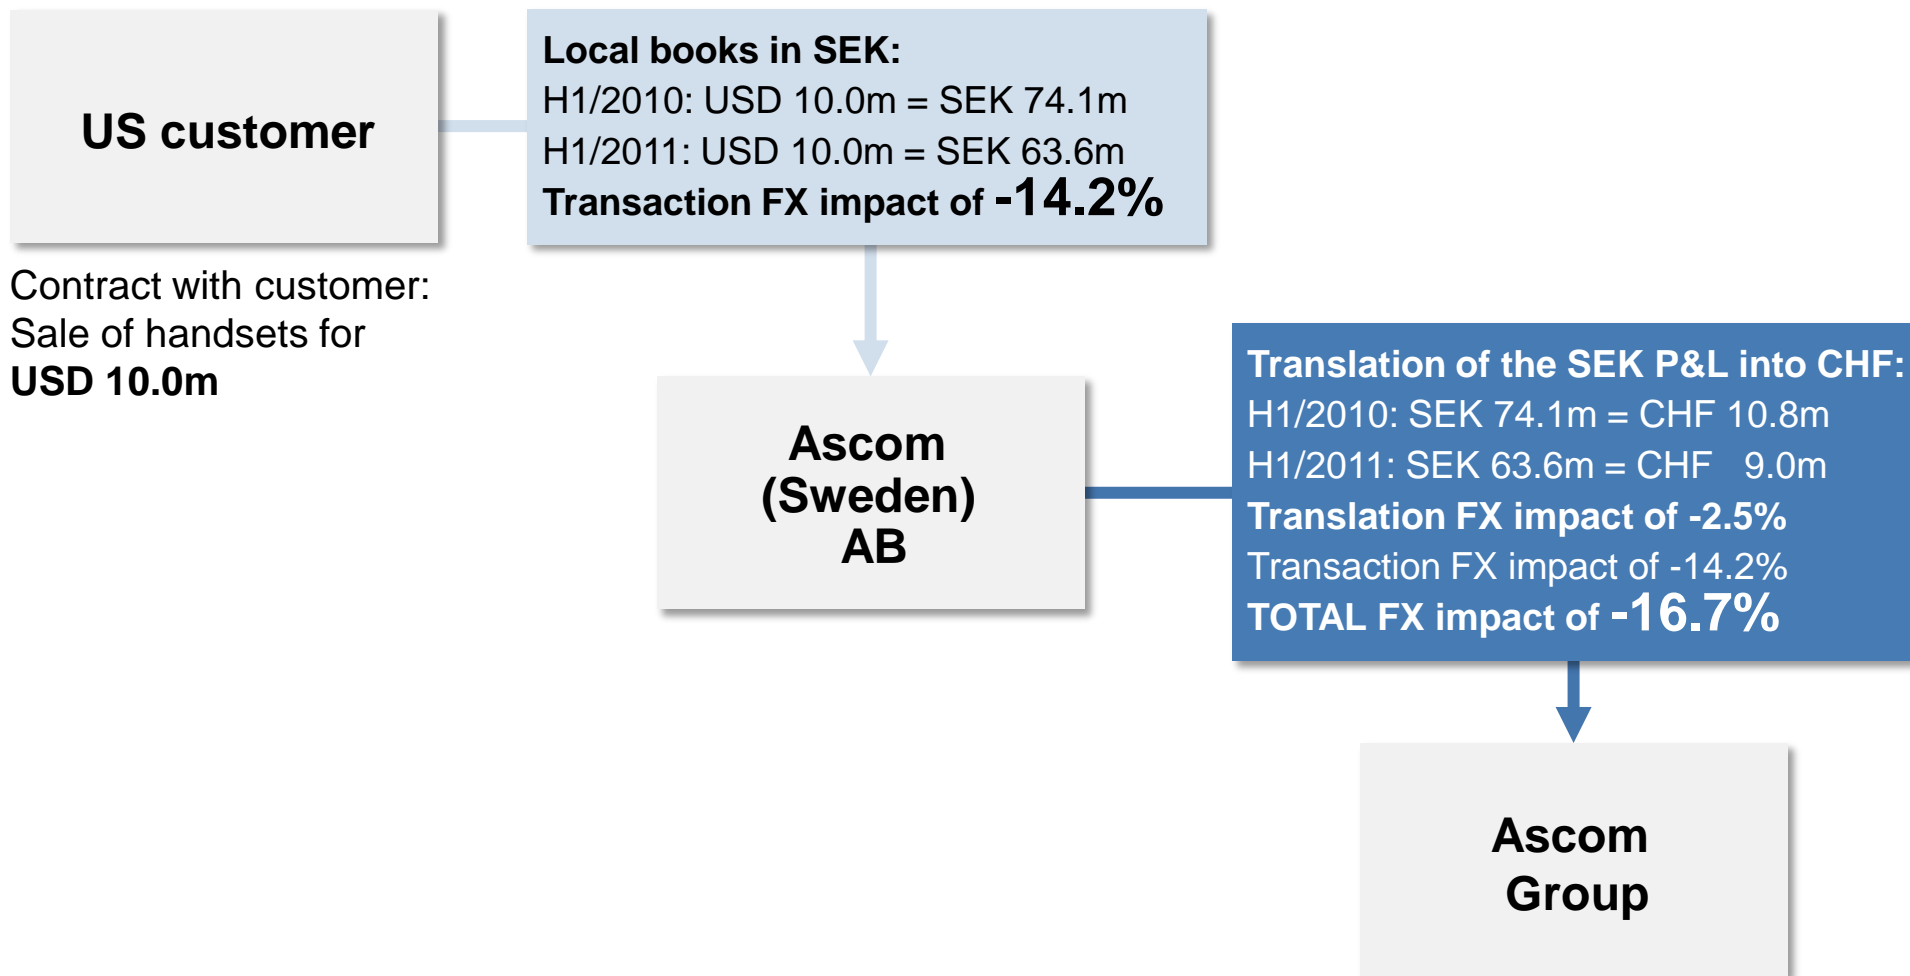 US customer
Contract with customer:
Sale of handsets for
USD 10.0m
Local books in SEK:
H1/2010: USD 10.0m = SEK 74.1m
H1/2011: USD 10.0m = SEK 63.6m
Transaction FX impact of -14.2%
Ascom
(Sweden)
AB
Translation of the SEK P&L into CHF:
H1/2010: SEK 74.1m = CHF 10.8m
H1/2011: SEK 63.6m = CHF 9.0m
Translation FX impact of -2.5%
Transaction FX impact of -14.2%
TOTAL FX impact of -16.7%
Ascom
Group